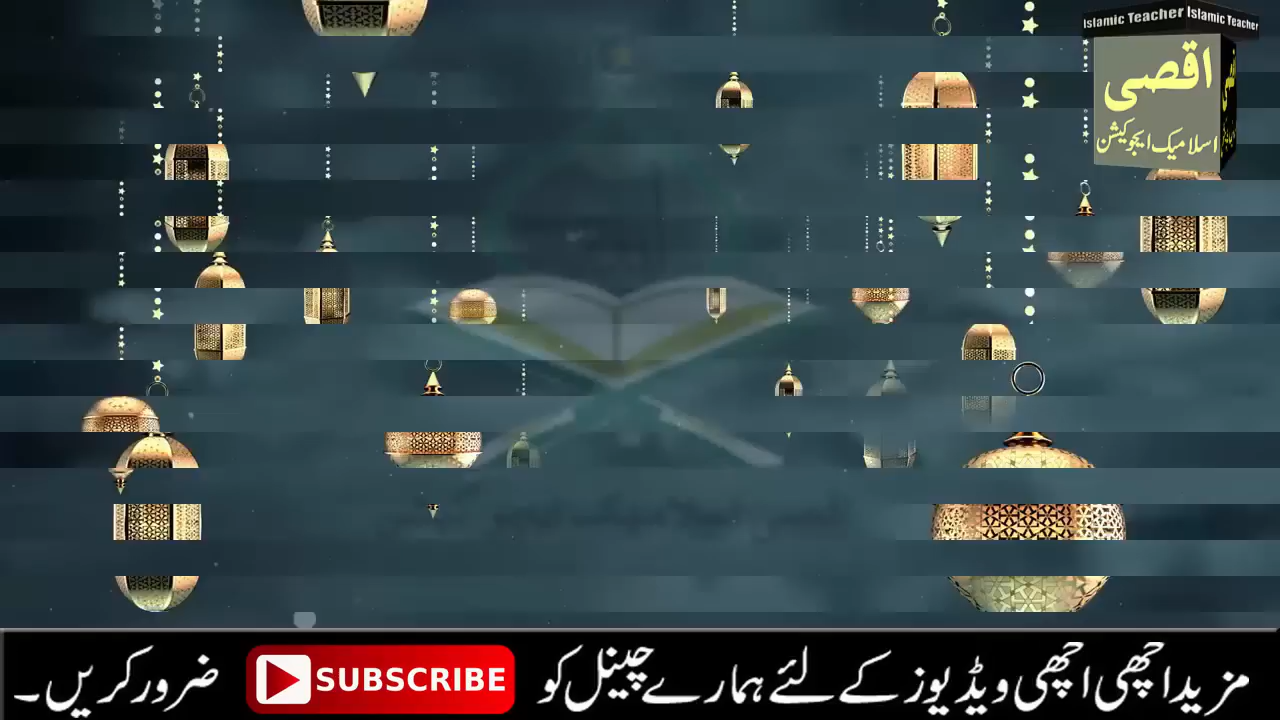 Islamic Teacher Islamic Teacher
اقصی
اسلامیک ایجوکیشن
مزید اچھی اچھی ویڈیوز کے لئے ہمارے چینل کو SUBSCRIBE ضرور کریں۔